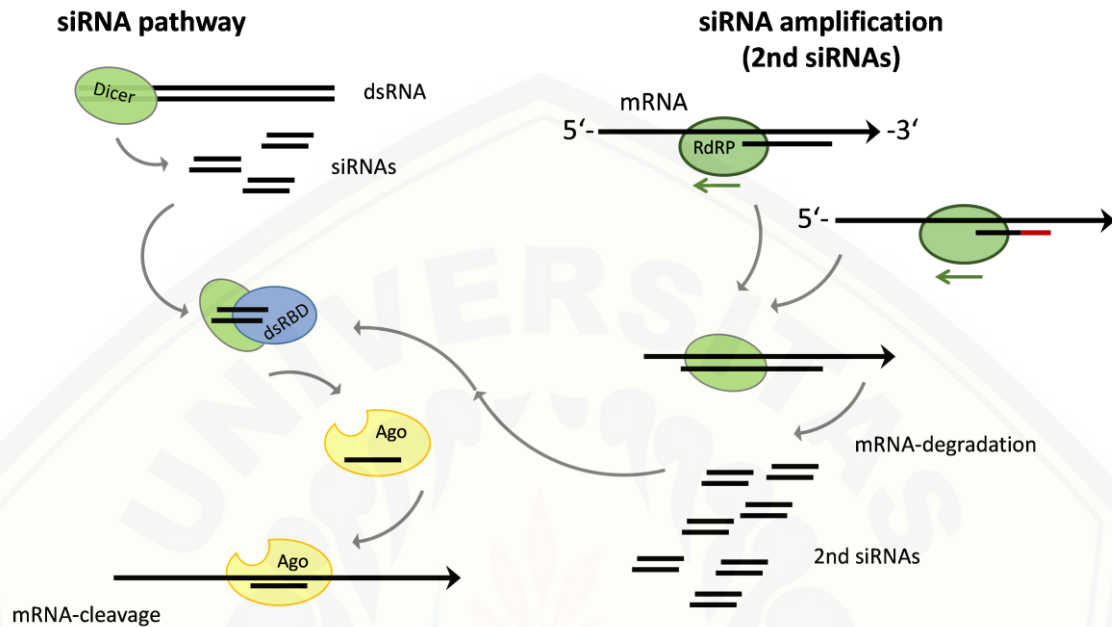 siRNA pathway
Dicer
dsRNA
siRNAs
dsRBD
Ago
Ago
mRNA-cleavage
siRNA amplification
(2nd siRNAs)
mRNA
5‘-
-3‘
RdRP
5‘-
mRNA-degradation
2nd siRNAs
UNIVERSITAS